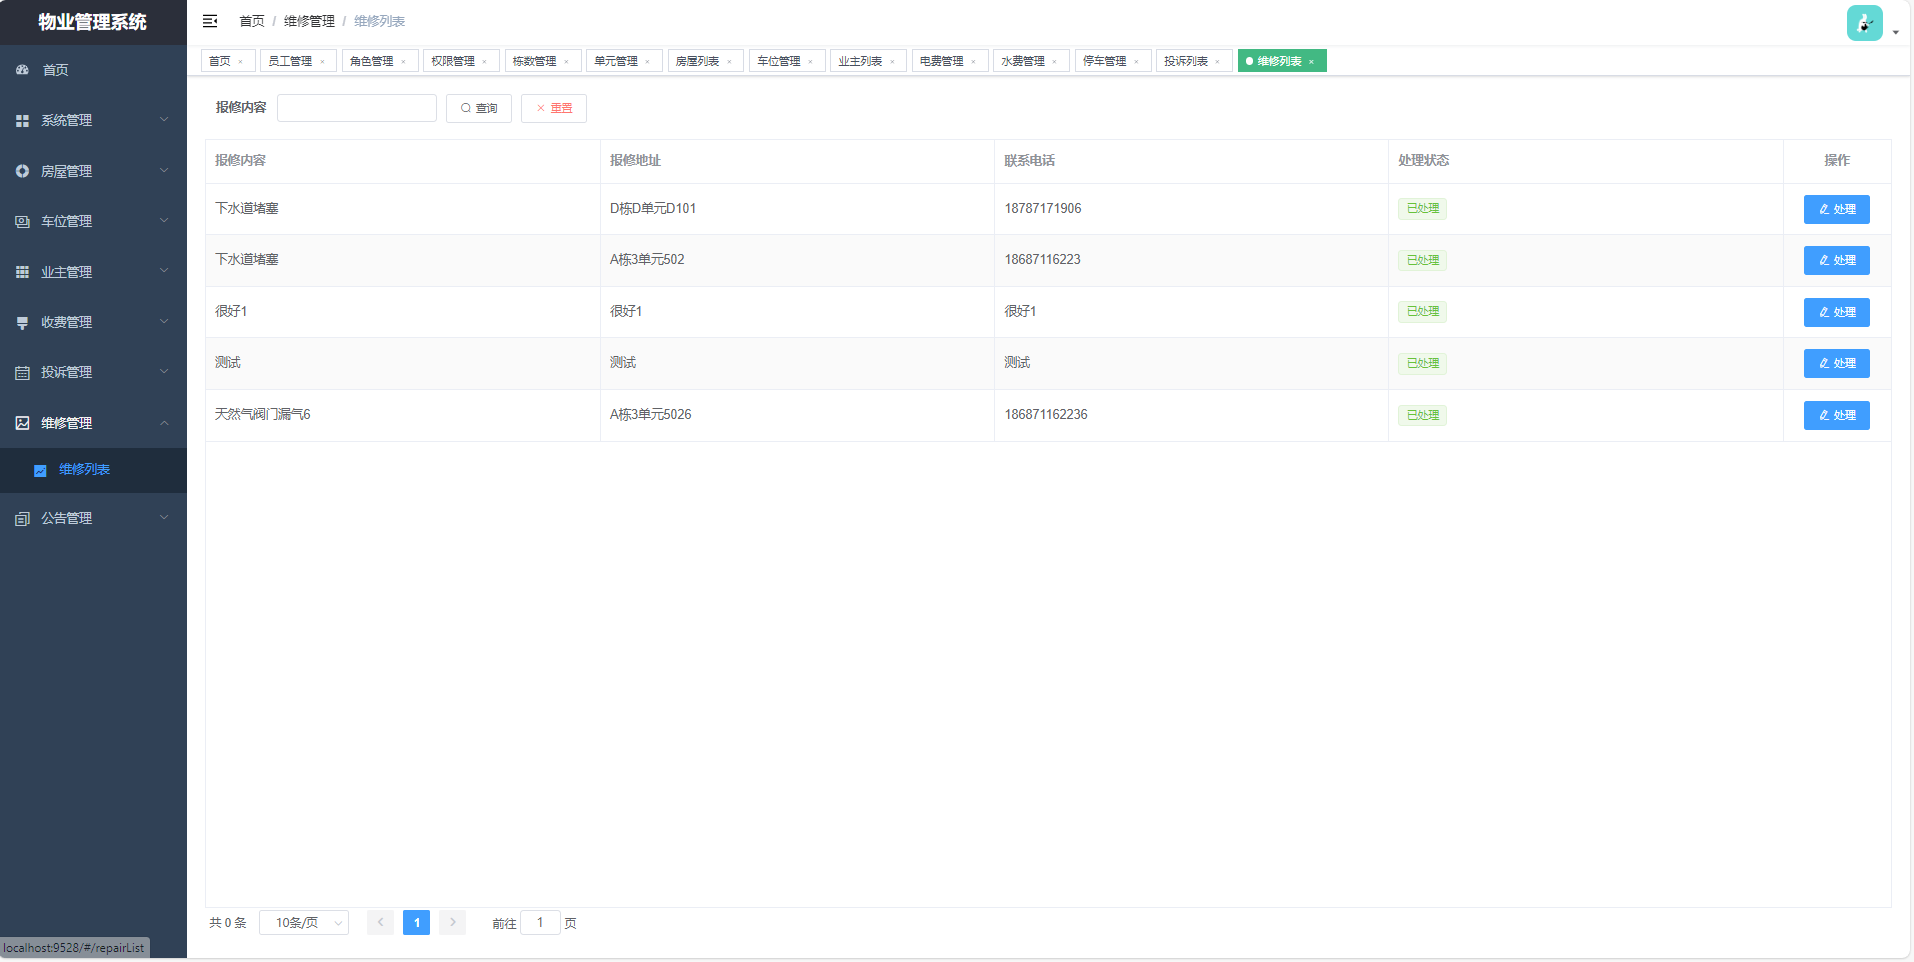 物业管理系统
首页 / 维修管理 / 维修列表
首页 × 员工管理 × 角色管理 × 权限管理 × 栋数管理 × 单元管理 × 房屋列表 × 车位管理 × 业主列表 × 电费管理 × 水费管理 × 停车管理 × 投诉列表 × 维修列表 ×
首页
系统管理
房屋管理
车位管理
业主管理
收费管理
投诉管理
维修管理
维修列表
公告管理
报修内容 查询 × 重置
报修内容 报修地址 联系电话 处理状态 操作
下水道堵塞 D栋D单元D101 18787171906 已处理 处理
下水道堵塞 A栋3单元502 18687116223 已处理 处理
很好1 很好1 很好1 已处理 处理
测试 测试 测试 已处理 处理
天然气阀门漏气6 A栋3单元5026 186871162236 已处理 处理
共 0 条 10条/页 1 前往 1 页
localhost:9528/#/repairList